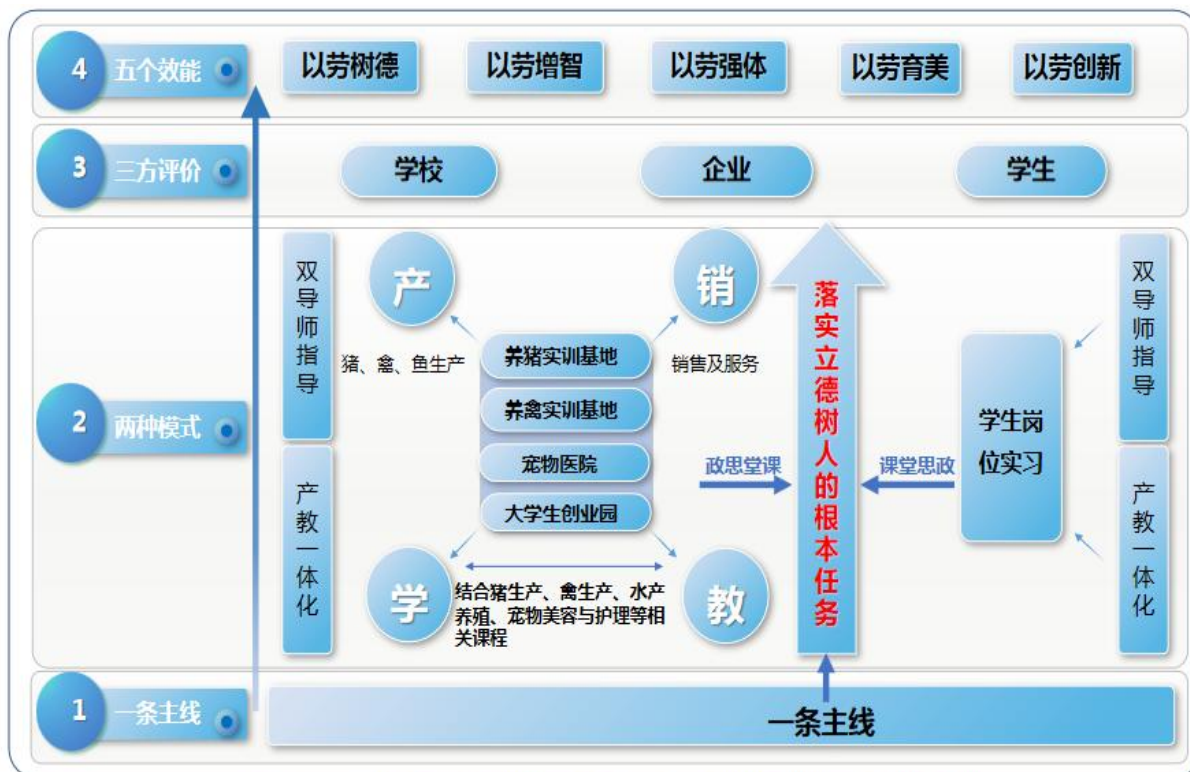 4 五个效能
以劳树德
以劳增智
以劳强体
以劳育美
以劳创新
3 三方评价
学校
企业
学生
2 两种模式
双导师指导
产教一体化
产
猪、禽、鱼生产
销
销售及服务
养猪实训基地
养禽实训基地
宠物医院
大学生创业园
学
教
结合猪生产、禽生产、水产
养殖、宠物美容与护理等相
关课程
政思堂课
落实立德树人的根本任务
课堂思政
学生岗
位实习
双导师指导
产教一体化
1 一条主线
一条主线